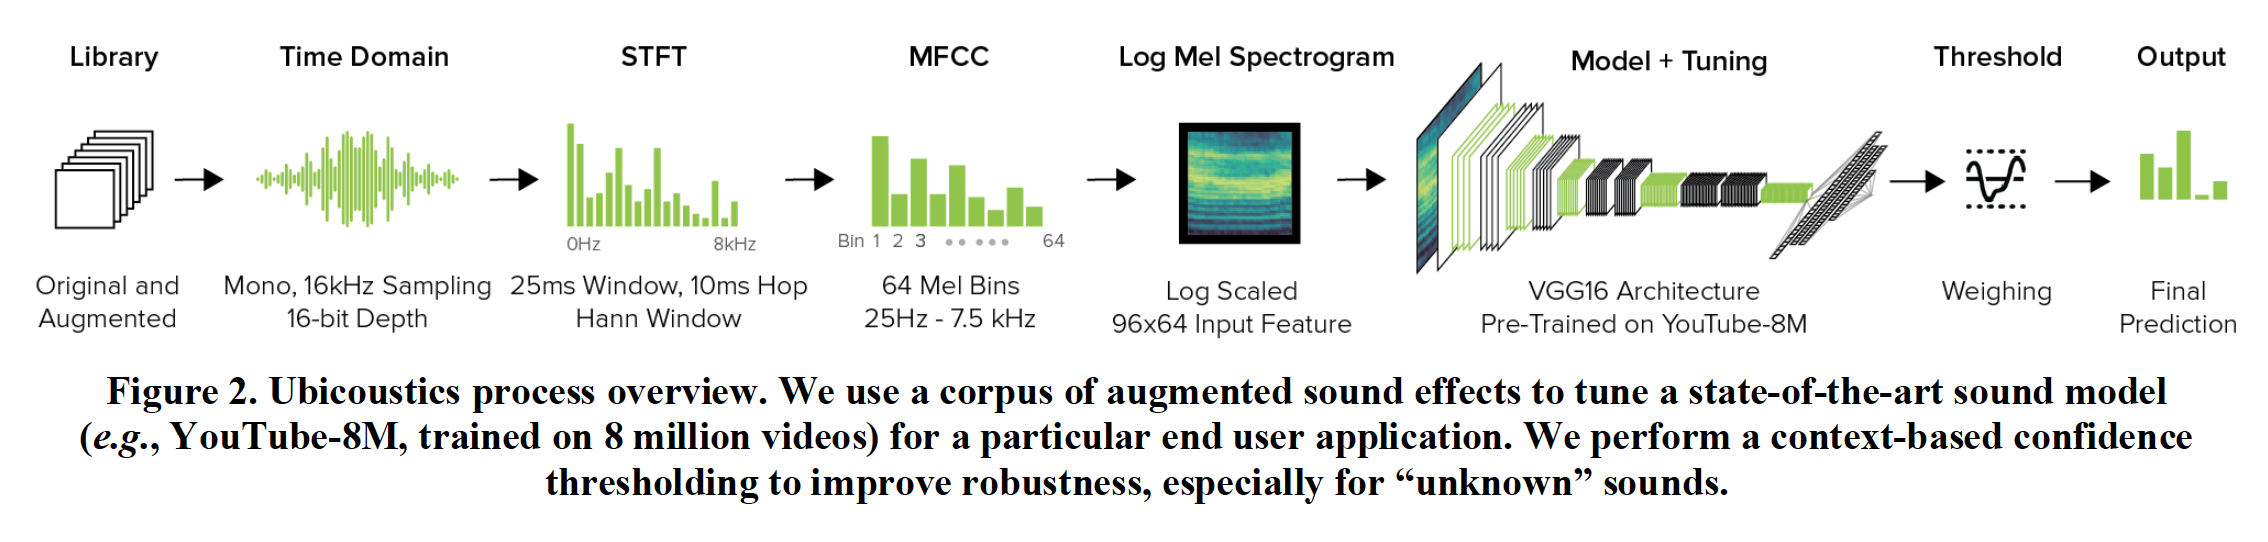 Library
Time Domain
STFT
MFCC
Log Mel Spectrogram
Model + Tuning
Threshold
Output
0Hz
8kHz
Bin 1 2 3
64
Original and
Augmented
Mono, 16kHz Sampling
16-bit Depth
25ms Window, 10ms Hop
Hann Window
64 Mel Bins
25Hz - 7.5 kHz
Log Scaled
96x64 Input Feature
VGG16 Architecture
Pre-Trained on YouTube-8M
Weighing
Final
Prediction
Figure 2. Ubicoustics process overview. We use a corpus of augmented sound effects to tune a state-of-the-art sound model
(e.g., YouTube-8M, trained on 8 million videos) for a particular end user application. We perform a context-based confidence
thresholding to improve robustness, especially for “unknown” sounds.